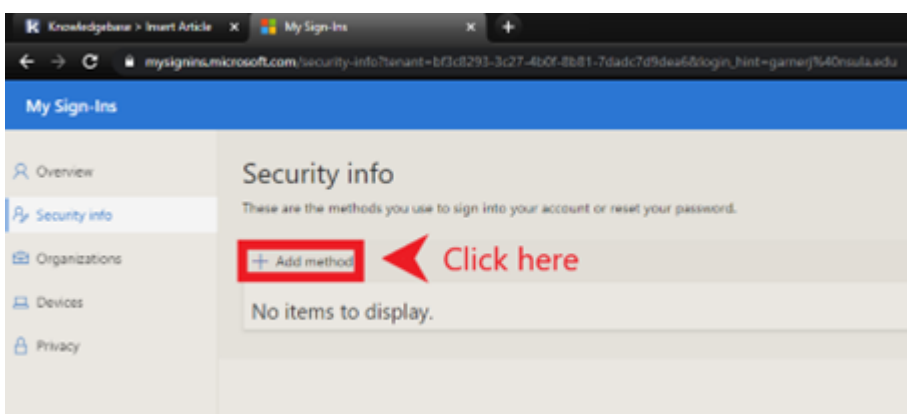 Knowledgebase > Insert Article
My Sign-Ins
mysignins.microsoft.com/security-info?tenant=bf3c8293-3c27-4b0f-8b81-7dadc7d9dea6&login_hint=garnerj%40nsula.edu
My Sign-Ins
Overview
Security info
Organizations
Devices
Privacy
Security info
These are the methods you use to sign into your account or reset your password.
+ Add method
Click here
No items to display.